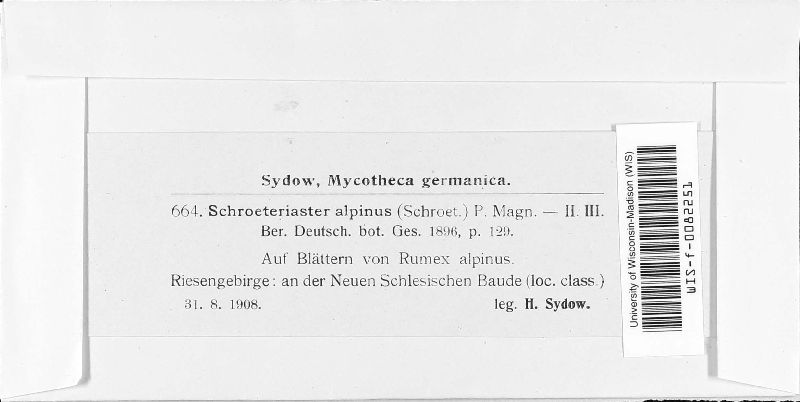 Sydow, Mycotheca germanica.
664. Schroeteriaster alpinus (Schroet.) P. Magn. — II. III.
Ber. Deutsch. bot. Ges. 1896, p. 129.
Auf Blättern von Rumex alpinus.
Riesengebirge: an der Neuen Schlesischen Baude (loc. class.)
31. 8. 1908. leg. H. Sydow.
University of Wisconsin-Madison (WIS)
WIS-f-0082251